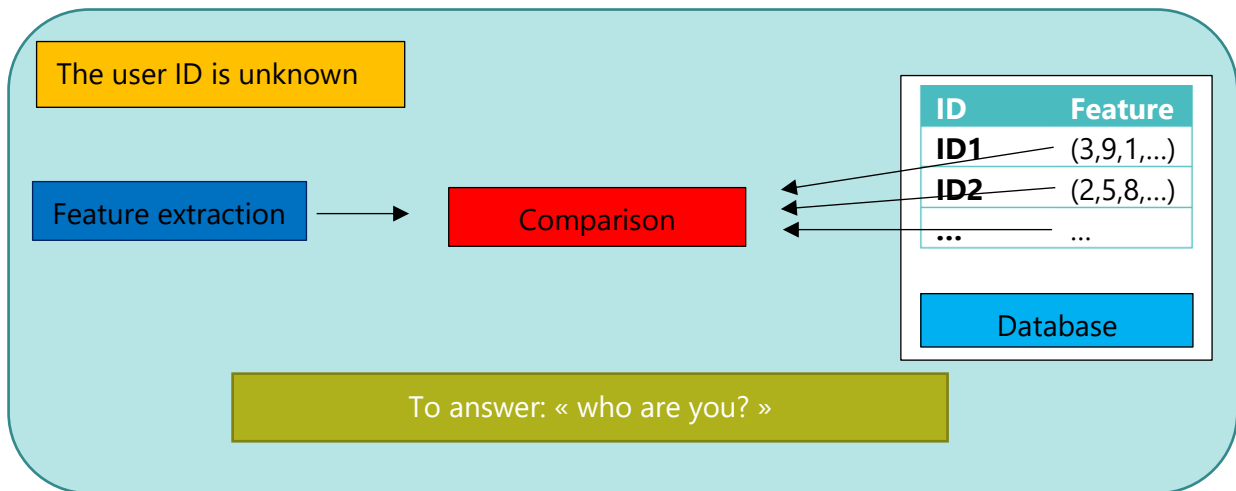 The user ID is unknown
ID Feature
ID1 (3,9,1,...)
ID2 (2,5,8,...)
... ...
Feature extraction
Comparison
Database
To answer: « who are you? »